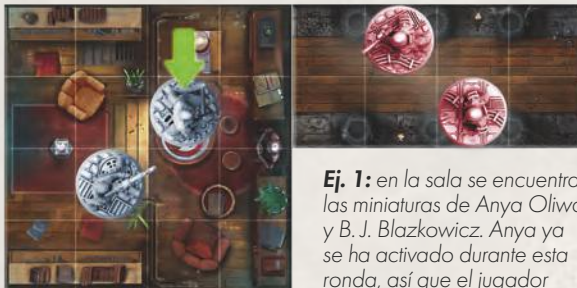 Ej. 1: en la sala se encuentra
las miniaturas de Anya Oliwa
y B. J. Blazkowicz. Anya ya
se ha activado durante esta
ronda, así que el jugador